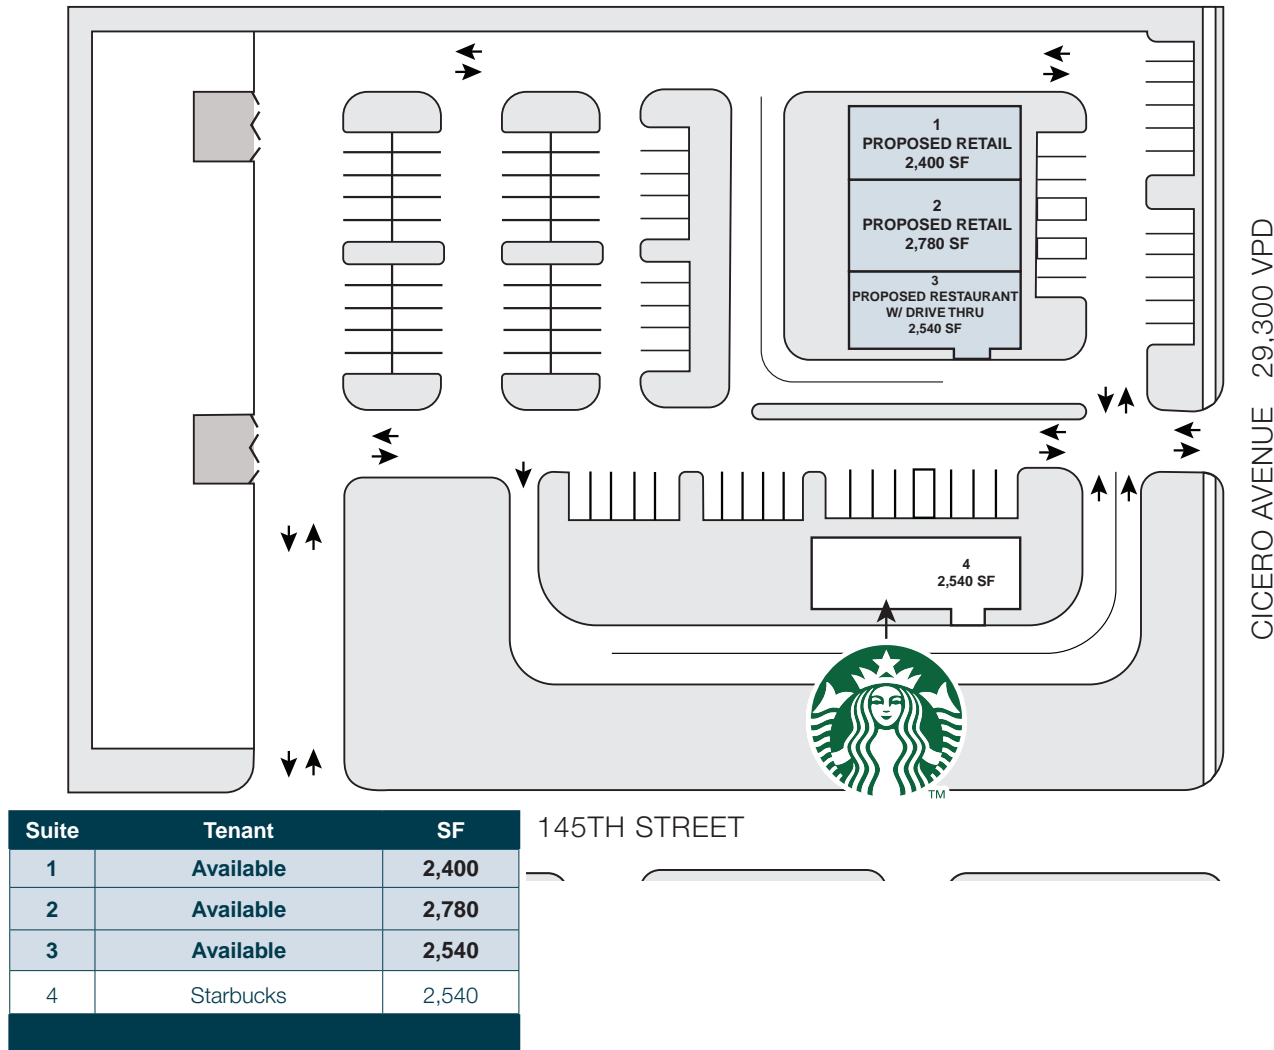 1
PROPOSED RETAIL
2,400 SF
2
PROPOSED RETAIL
2,780 SF
3
PROPOSED RESTAURANT
W/ DRIVE THRU
2,540 SF
CICERO AVENUE 29,300 VPD
4
2,540 SF
TM
145TH STREET
Suite Tenant SF
1 Available 2,400
2 Available 2,780
3 Available 2,540
4 Starbucks 2,540